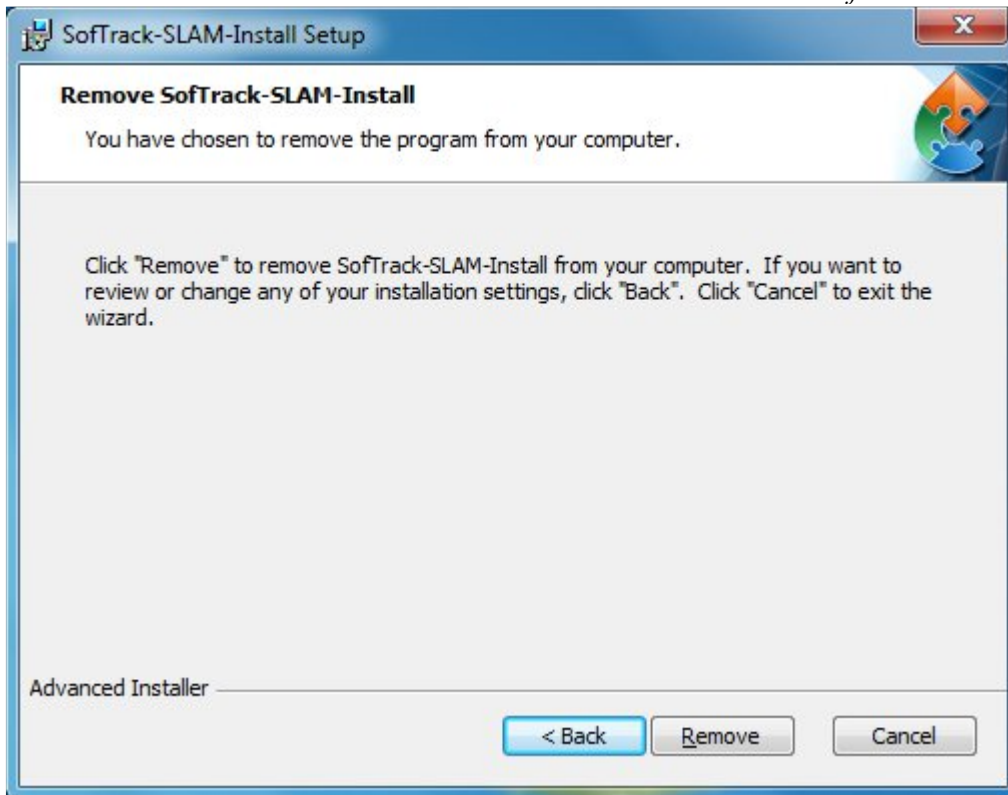 SofTrack-SLAM-Install Setup
Remove SofTrack-SLAM-Install
You have chosen to remove the program from your computer.
Click "Remove" to remove SofTrack-SLAM-Install from your computer.  If you want to
review or change any of your installation settings, click "Back".  Click "Cancel" to exit the
wizard.
Advanced Installer
< Back
Remove
Cancel